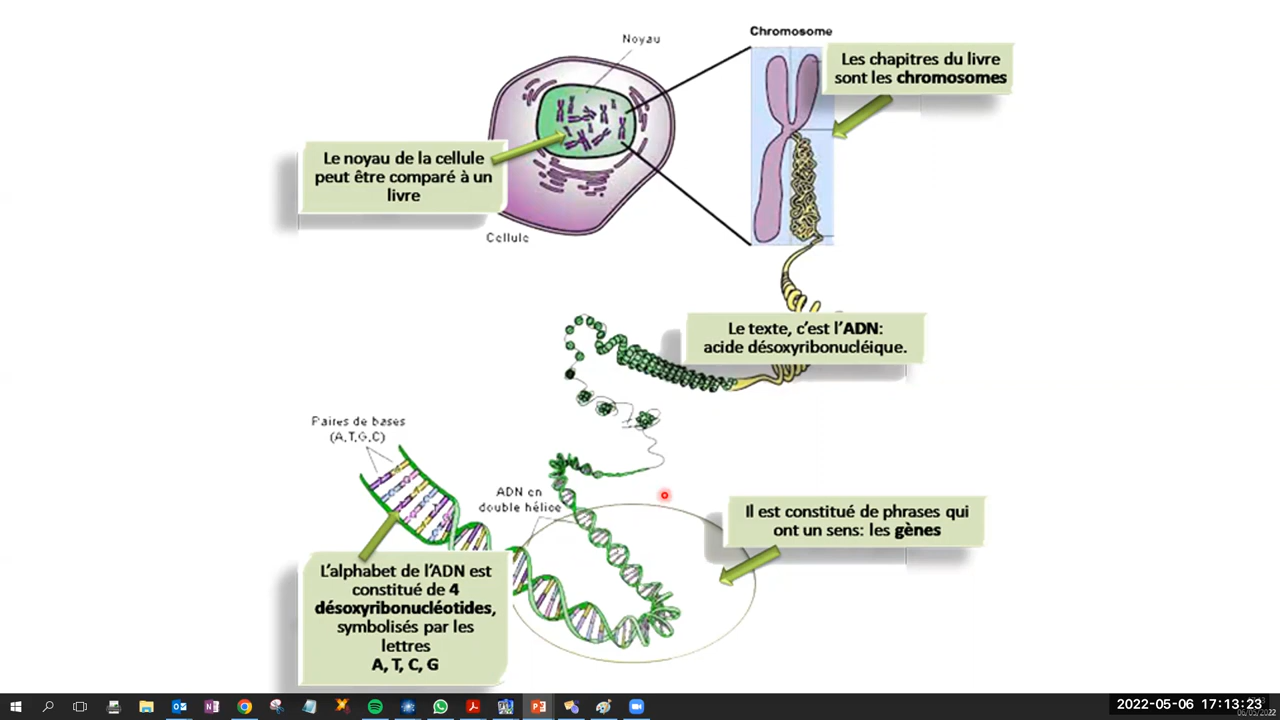 Chromosome
Noyau
Les chapitres du livre
sont les chromosomes
Le noyau de la cellule
peut être comparé à un
livre
Cellule
Le texte, c’est l’ADN:
acide désoxyribonucléique.
Paires de bases
(A,T,G,C)
ADN en
double hélice
Il est constitué de phrases qui
ont un sens: les gènes
L’alphabet de l’ADN est
constitué de 4
désoxyribonucléotides,
symbolisés par les
lettres
A, T, C, G
2022-05-06 17:13:23